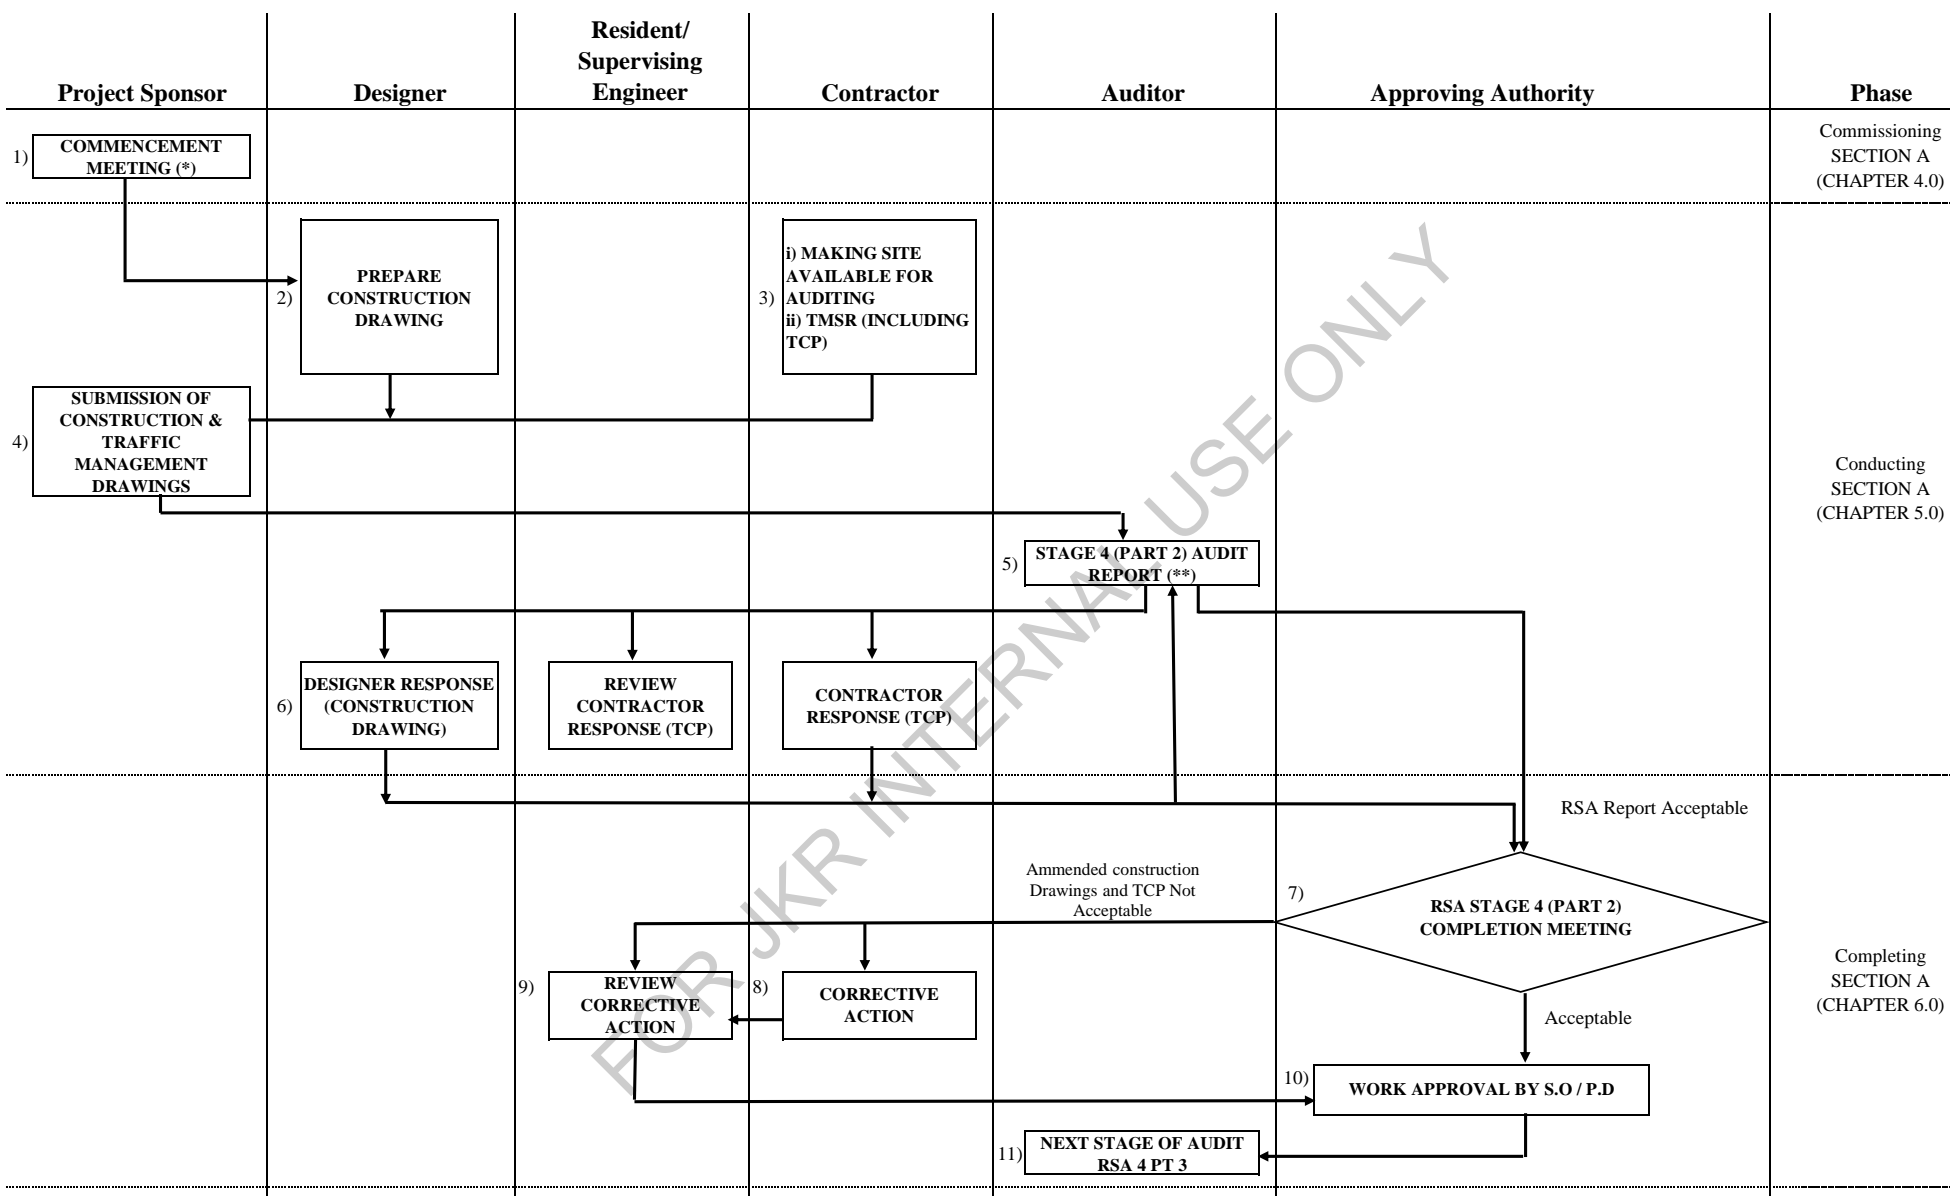 Resident/
Supervising
Engineer
Project Sponsor
Designer
Contractor
Auditor
Approving Authority
Phase
1)
COMMENCEMENT
MEETING (*)
Commissioning
SECTION A
(CHAPTER 4.0)
2)
PREPARE
CONSTRUCTION
DRAWING
3)
i) MAKING SITE
AVAILABLE FOR
AUDITING
ii) TMSR (INCLUDING
TCP)
4)
SUBMISSION OF
CONSTRUCTION &
TRAFFIC
MANAGEMENT
DRAWINGS
Conducting
SECTION A
(CHAPTER 5.0)
5)
STAGE 4 (PART 2) AUDIT
REPORT (**)
6)
DESIGNER RESPONSE
(CONSTRUCTION
DRAWING)
REVIEW
CONTRACTOR
RESPONSE (TCP)
CONTRACTOR
RESPONSE (TCP)
RSA Report Acceptable
Ammended construction
Drawings and TCP Not
Acceptable
7)
RSA STAGE 4 (PART 2)
COMPLETION MEETING
9)
REVIEW
CORRECTIVE
ACTION
8)
CORRECTIVE
ACTION
Completing
SECTION A
(CHAPTER 6.0)
Acceptable
10)
WORK APPROVAL BY S.O / P.D
11)
NEXT STAGE OF AUDIT
RSA 4 PT 3
FOR JKR INTERNAL USE ONLY